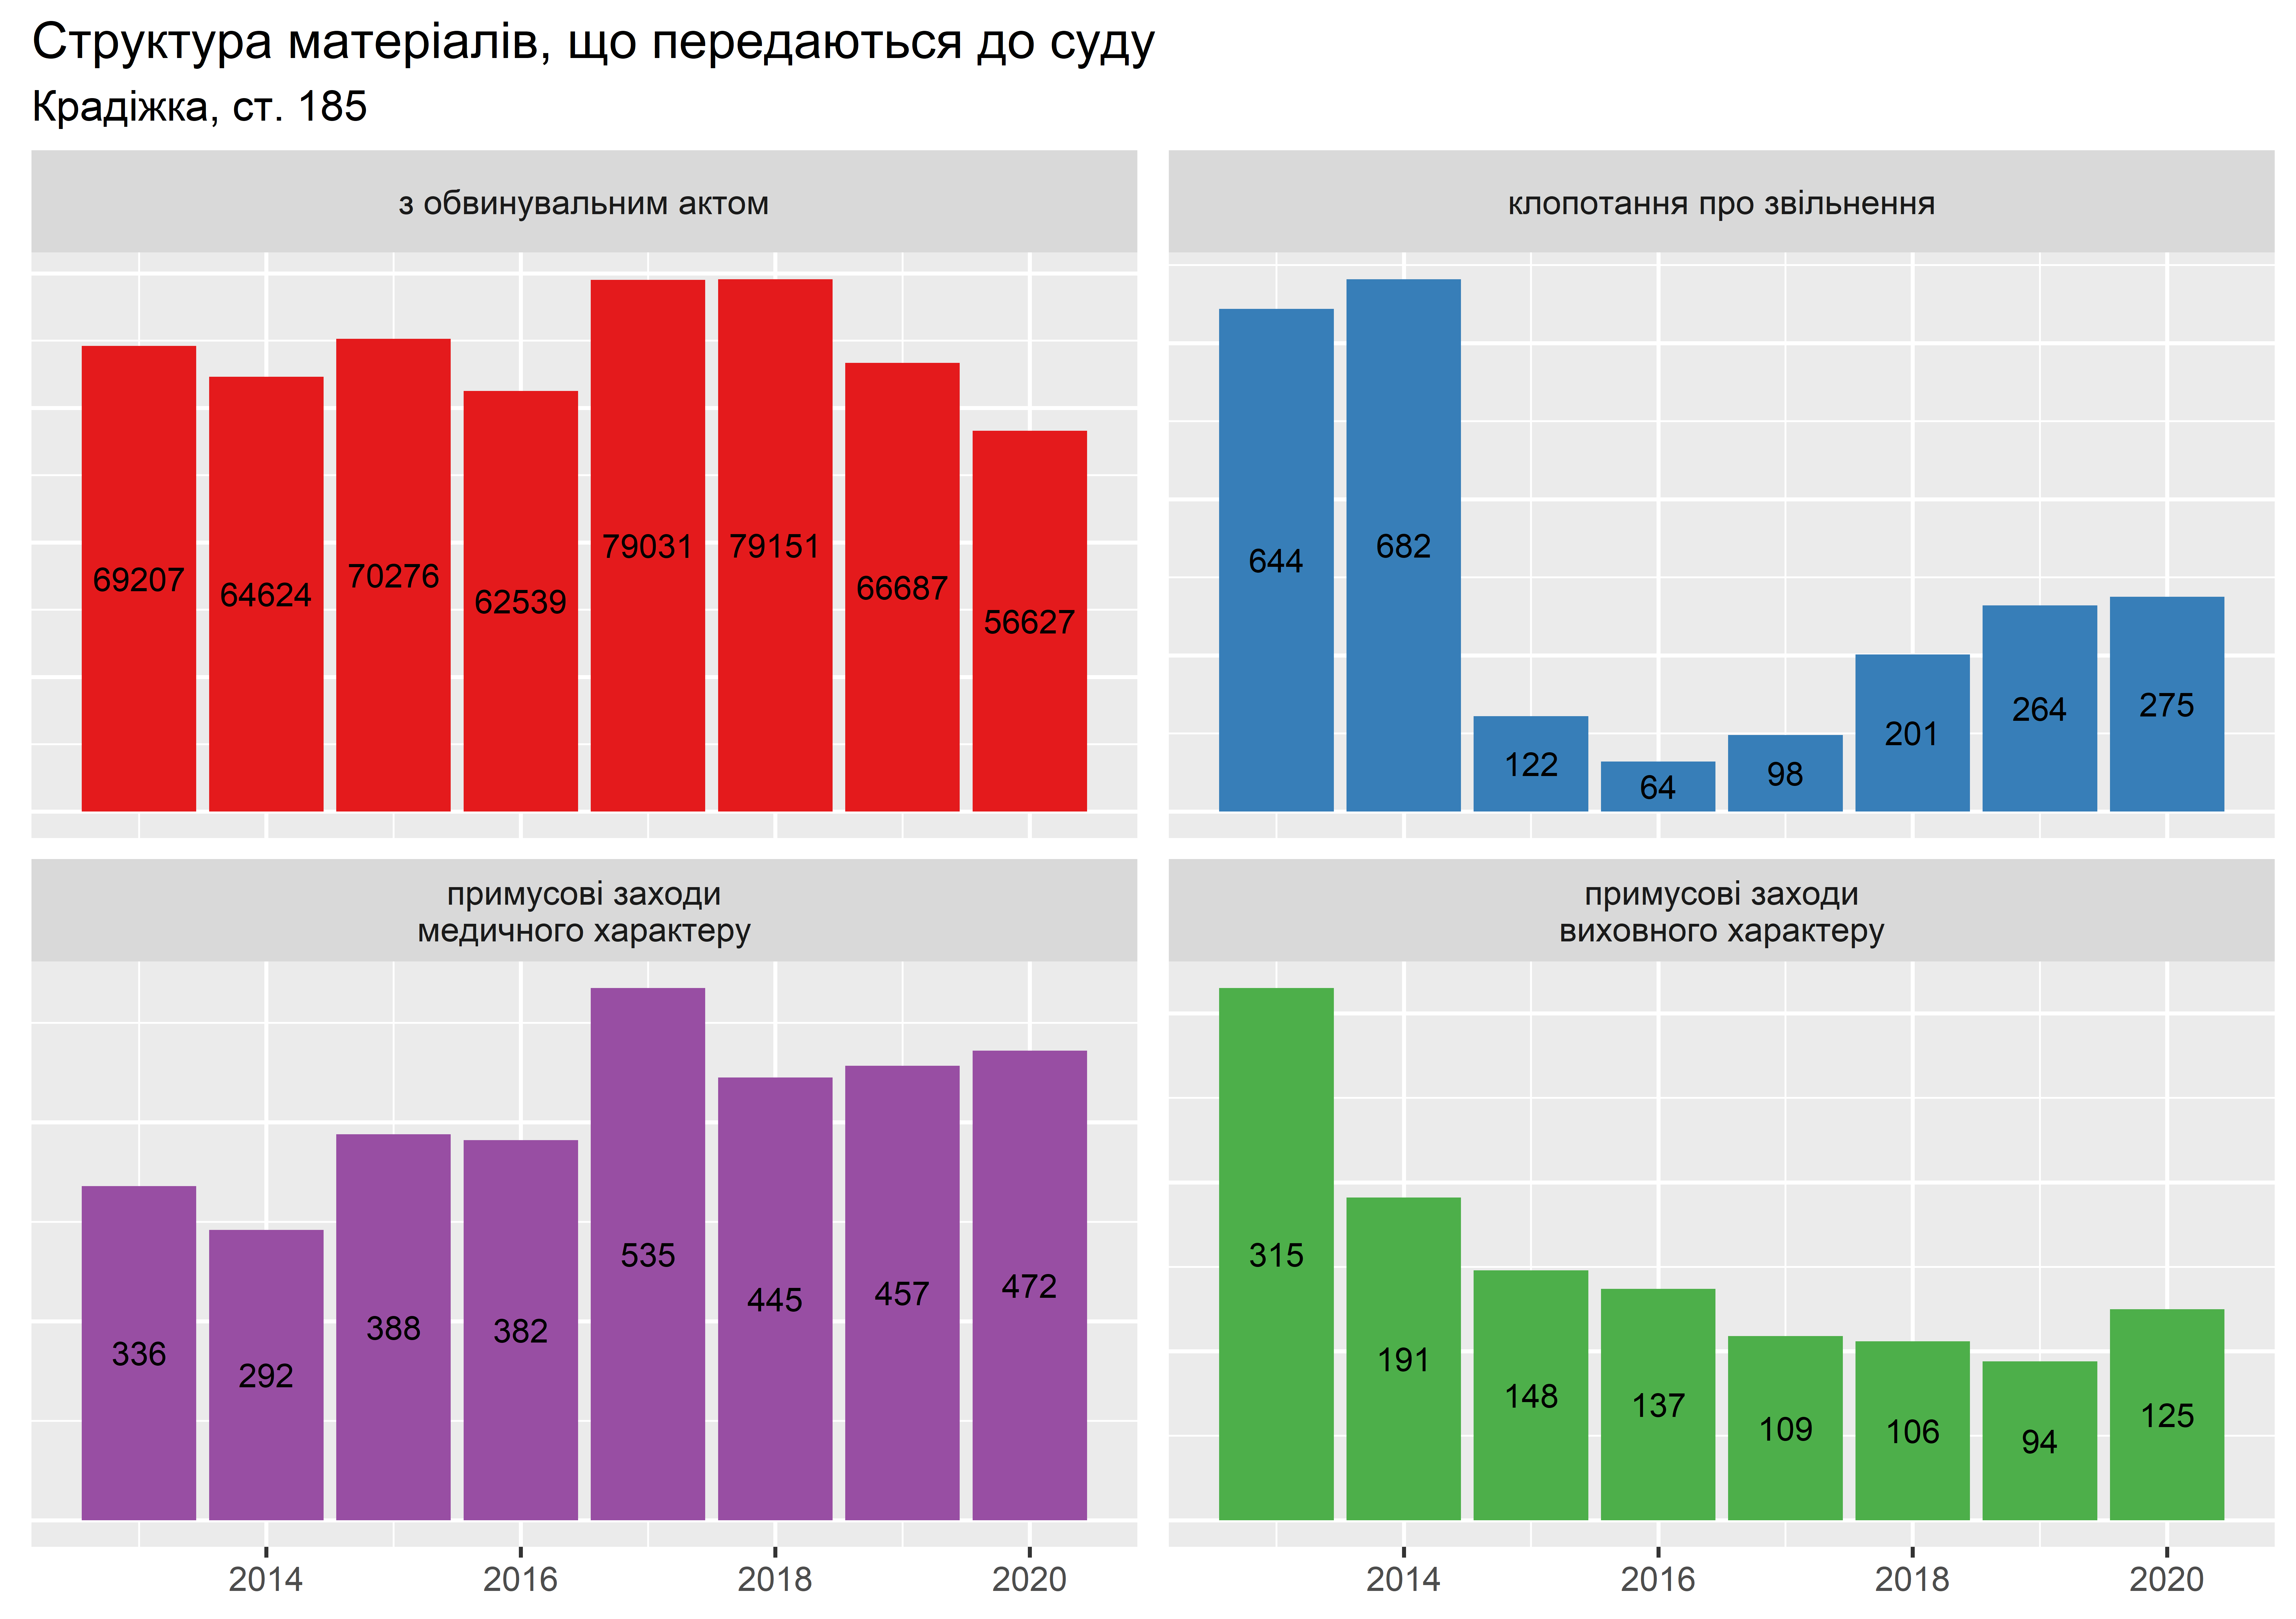 Структура матеріалів, що передаються до суду
Крадіжка, ст. 185
з обвинувальним актом
69207 64624 70276 62539 79031 79151 66687 56627
клопотання про звільнення
644 682 122 64 98 201 264 275
примусові заходи
медичного характеру
336 292 388 382 535 445 457 472
2014 2016 2018 2020
примусові заходи
виховного характеру
315 191 148 137 109 106 94 125
2014 2016 2018 2020